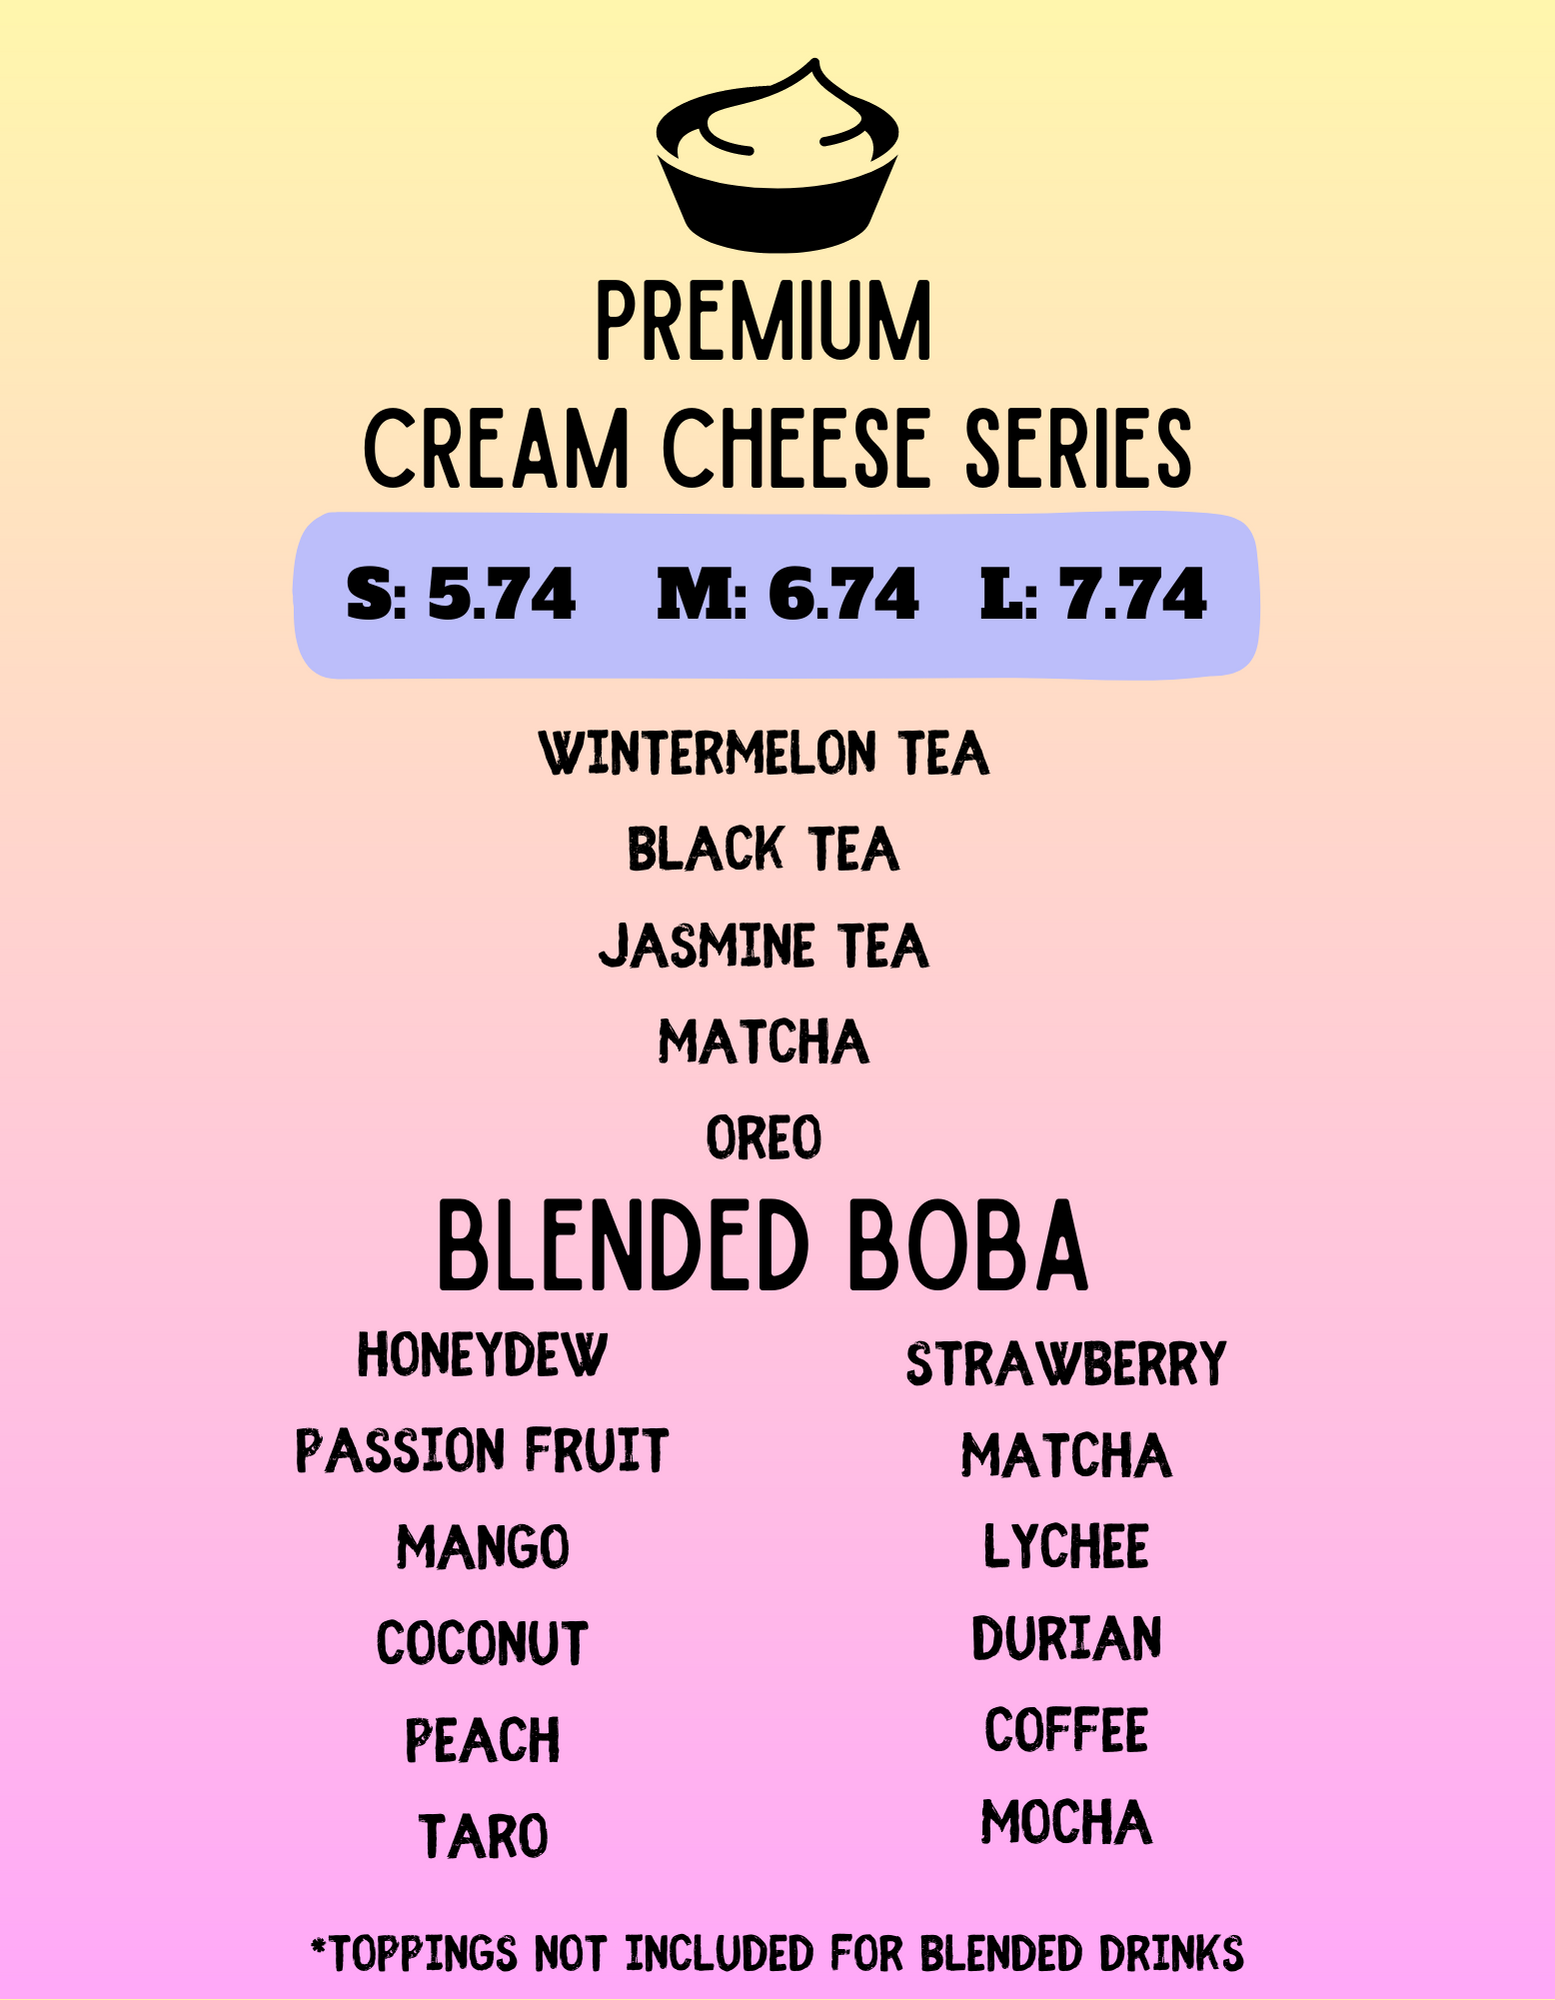 PREMIUM
CREAM CHEESE SERIES
S: 5.74 M: 6.74 L: 7.74
WINTERMELON TEA
BLACK TEA
JASMINE TEA
MATCHA
OREO
BLENDED BOBA
HONEYDEW
PASSION FRUIT
MANGO
COCONUT
PEACH
TARO
STRAWBERRY
MATCHA
LYCHEE
DURIAN
COFFEE
MOCHA
*TOPPINGS NOT INCLUDED FOR BLENDED DRINKS